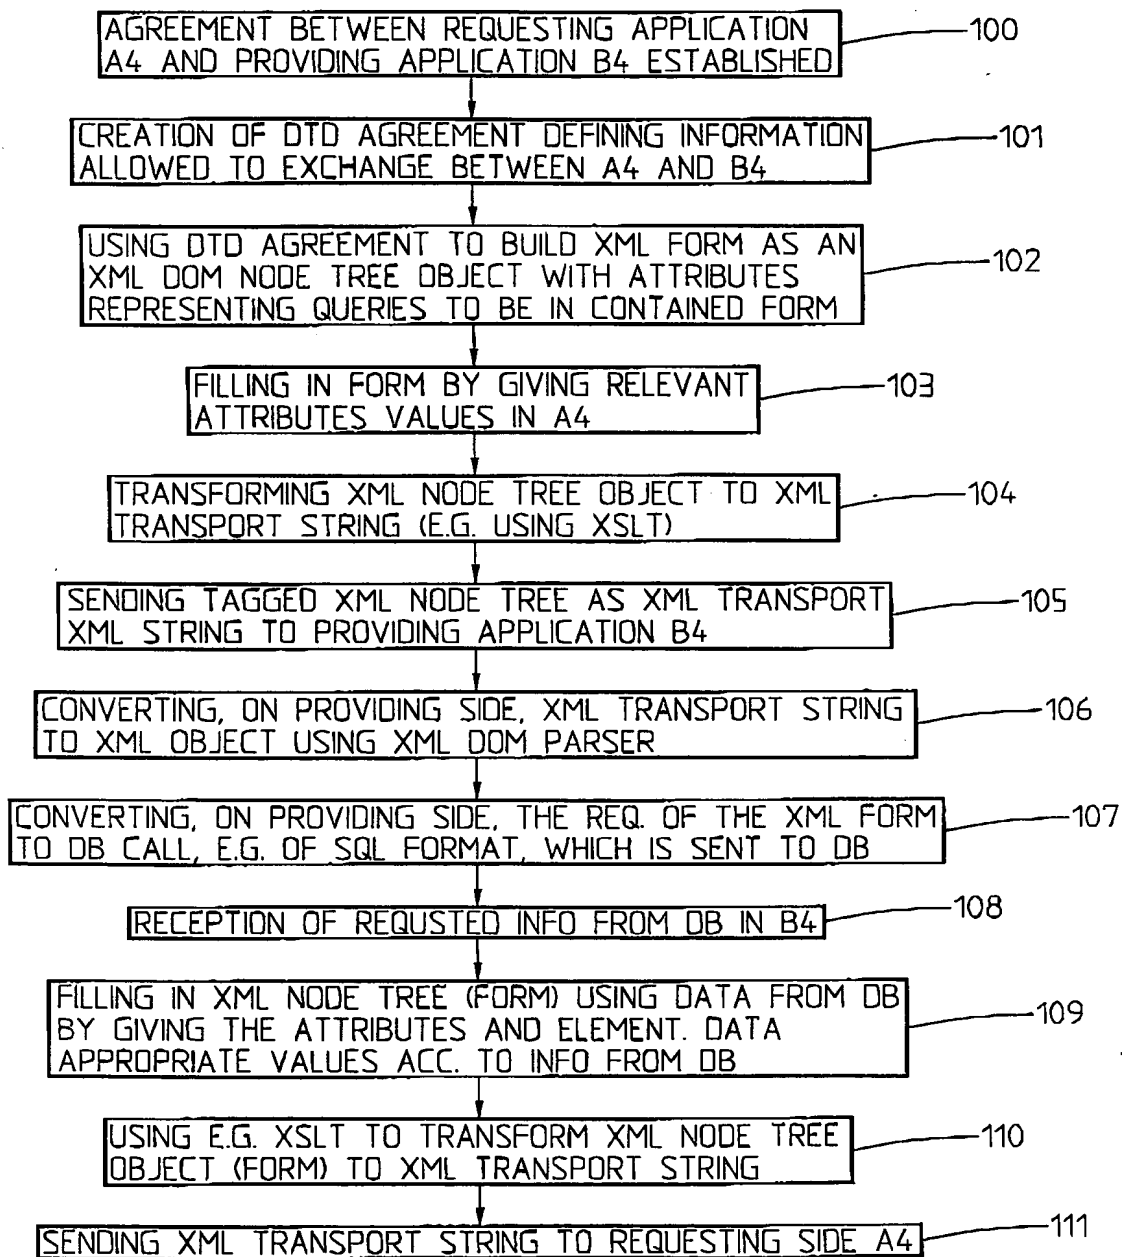 AGREEMENT BETWEEN REQUESTING APPLICATION
A4 AND PROVIDING APPLICATION B4 ESTABLISHED
100
CREATION OF DTD AGREEMENT DEFINING INFORMATION
ALLOWED TO EXCHANGE BETWEEN A4 AND B4
101
USING DTD AGREEMENT TO BUILD XML FORM AS AN
XML DOM NODE TREE OBJECT WITH ATTRIBUTES
REPRESENTING QUERIES TO BE IN CONTAINED FORM
102
FILLING IN FORM BY GIVING RELEVANT
ATTRIBUTES VALUES IN A4
103
TRANSFORMING XML NODE TREE OBJECT TO XML
TRANSPORT STRING (E.G. USING XSLT)
104
SENDING TAGGED XML NODE TREE AS XML TRANSPORT
XML STRING TO PROVIDING APPLICATION B4
105
CONVERTING, ON PROVIDING SIDE, XML TRANSPORT STRING
TO XML OBJECT USING XML DOM PARSER
106
CONVERTING, ON PROVIDING SIDE, THE REQ. OF THE XML FORM
TO DB CALL, E.G. OF SQL FORMAT, WHICH IS SENT TO DB
107
RECEPTION OF REQUSTED INFO FROM DB IN B4
108
FILLING IN XML NODE TREE (FORM) USING DATA FROM DB
BY GIVING THE ATTRIBUTES AND ELEMENT. DATA
APPROPRIATE VALUES ACC. TO INFO FROM DB
109
USING E.G. XSLT TO TRANSFORM XML NODE TREE
OBJECT (FORM) TO XML TRANSPORT STRING
110
SENDING XML TRANSPORT STRING TO REQUESTING SIDE A4
111